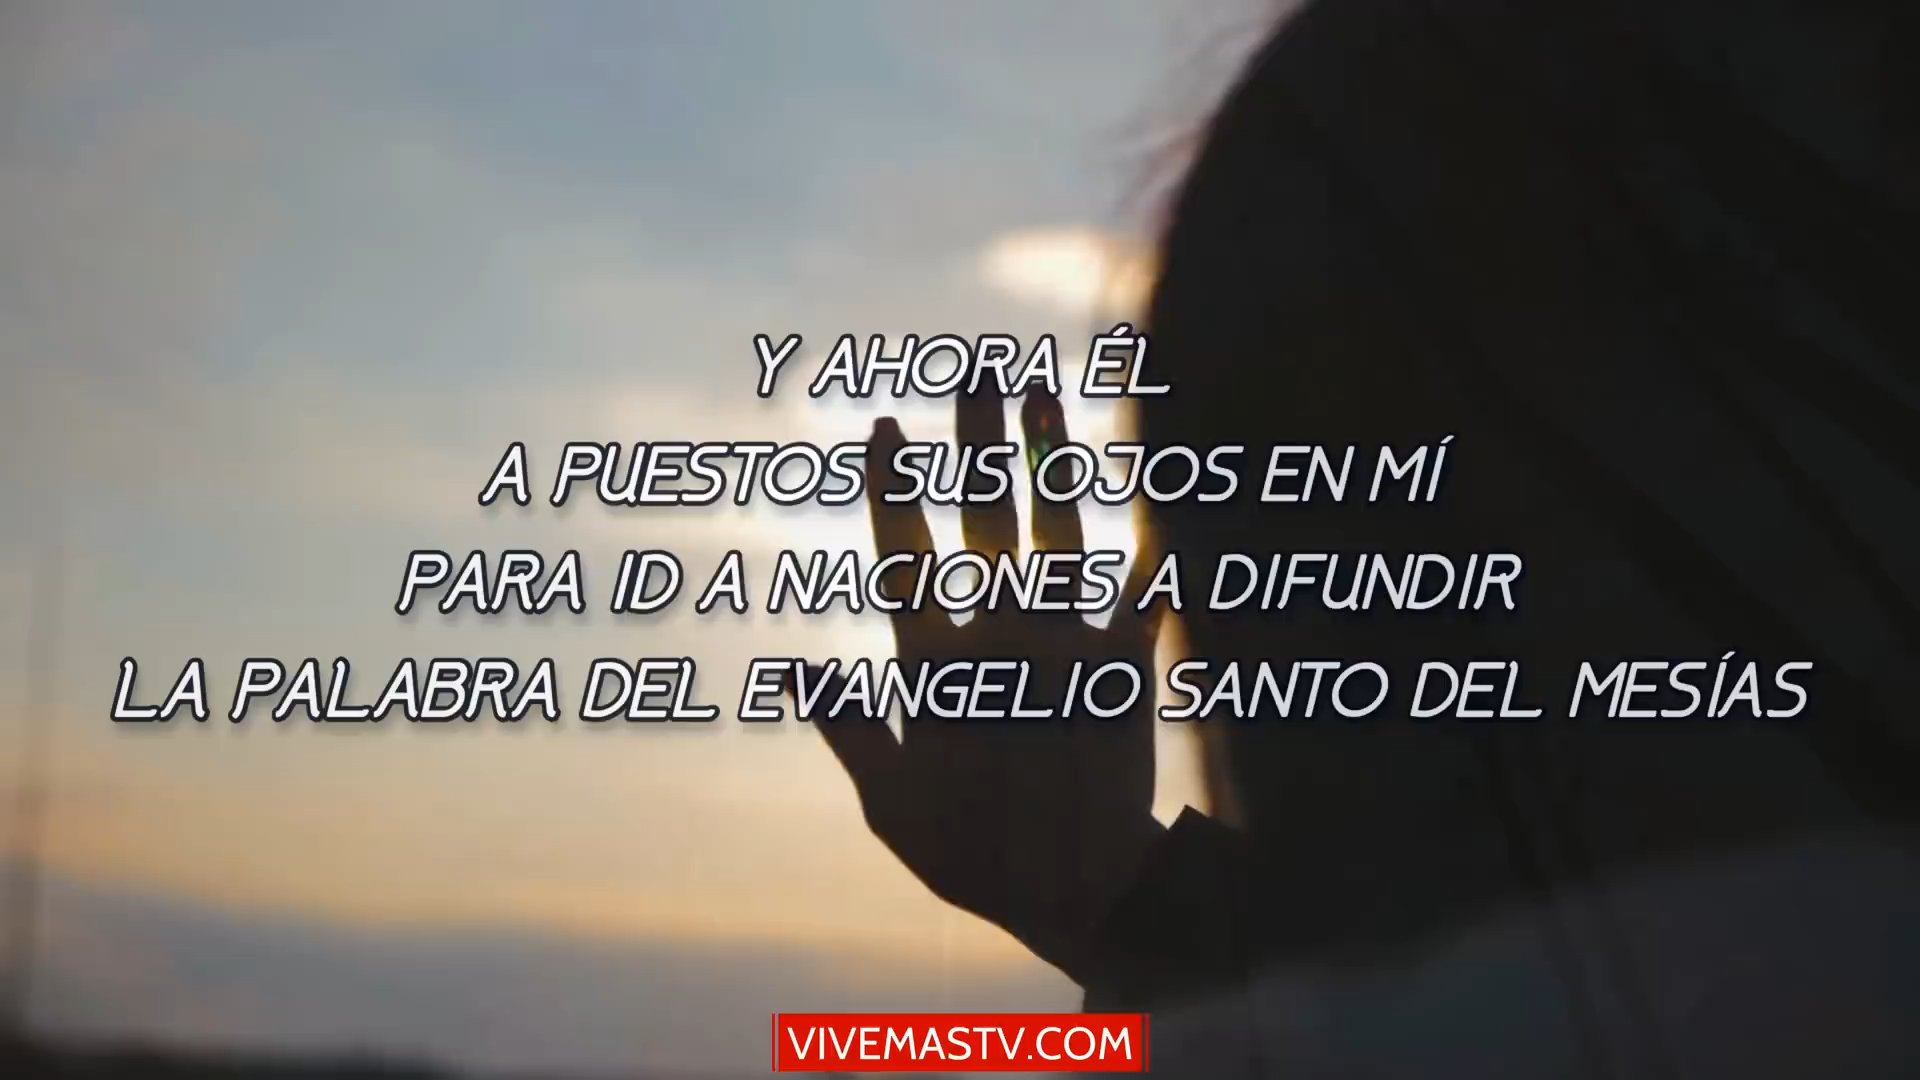 Y AHORA ÉL
A PUESTOS SUS OJOS EN MÍ
PARA ID A NACIONES A DIFUNDIR
LA PALABRA DEL EVANGELIO SANTO DEL MESÍAS
VIVEMASTV.COM